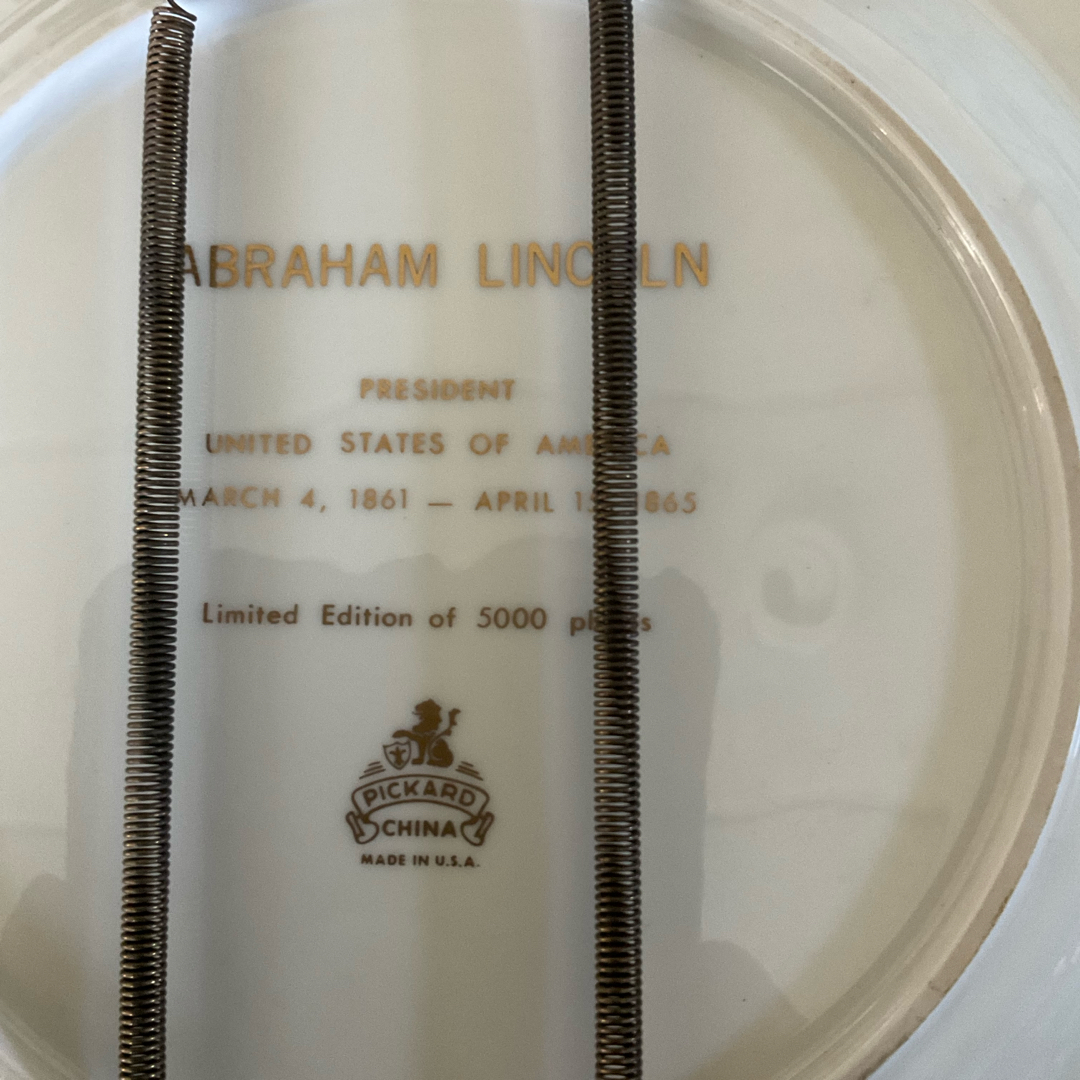 ABRAHAM LINCOLN
PRESIDENT
UNITED STATES OF AMERICA
MARCH 4, 1861 — APRIL 15, 1865
Limited Edition of 5000 plates
PICKARD
CHINA
MADE IN U.S.A.